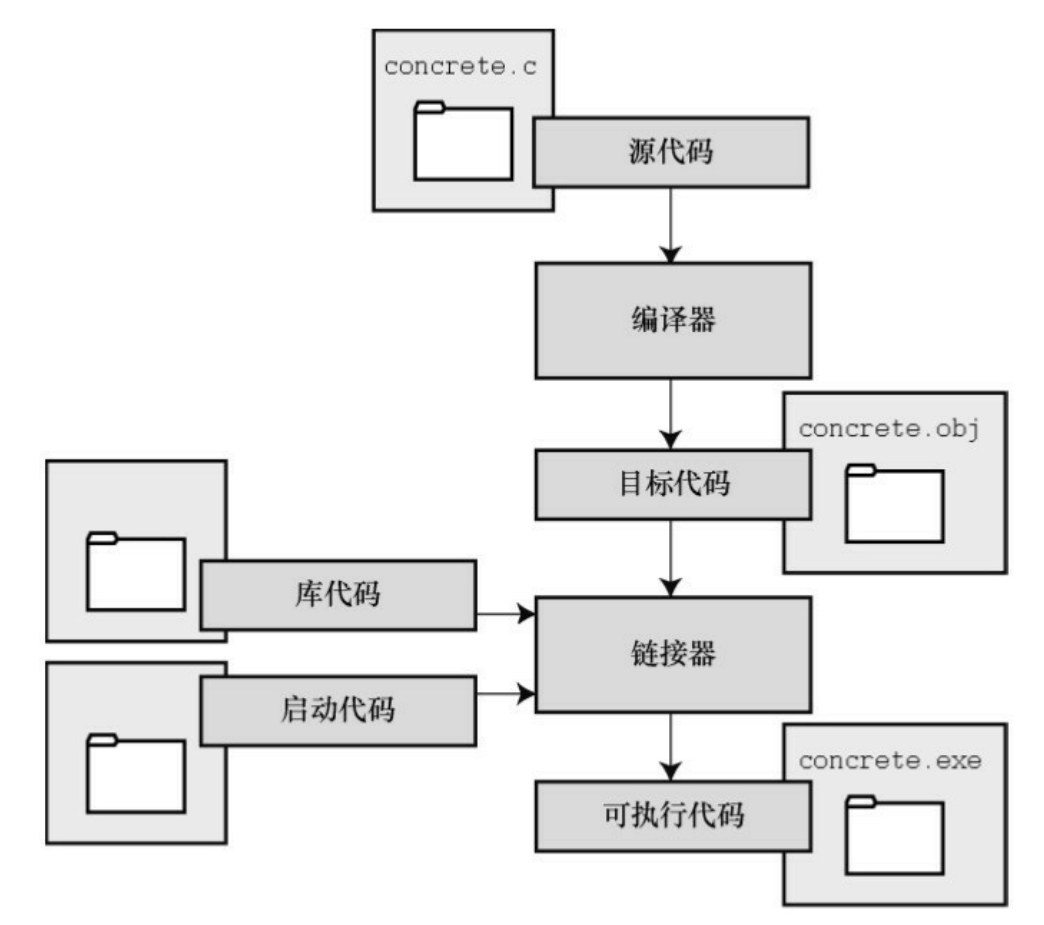 concrete.c
源代码
编译器
concrete.obj
目标代码
库代码
链接器
启动代码
concrete.exe
可执行代码